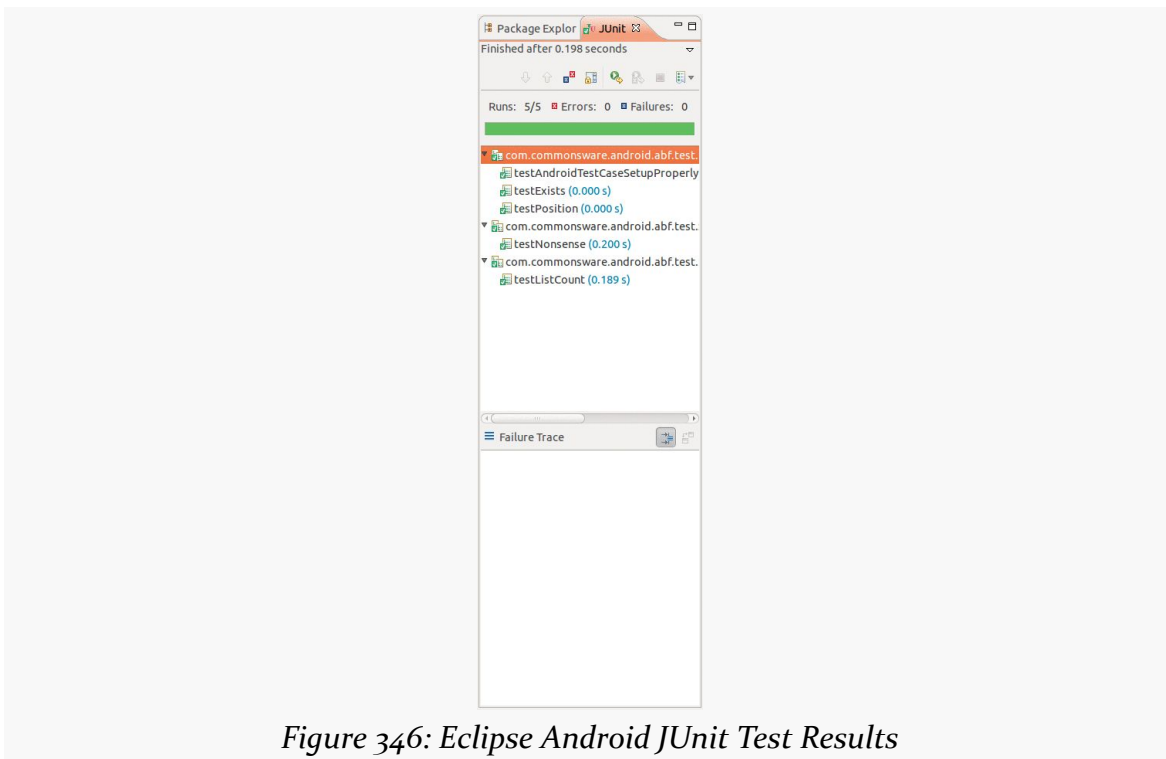 Package Explor JUnit
Finished after 0.198 seconds
Runs: 5/5 Errors: 0 Failures: 0
com.commonsware.android.abf.test.
testAndroidTestCaseSetupProperly
testExists (0.000 s)
testPosition (0.000 s)
com.commonsware.android.abf.test.
testNonsense (0.200 s)
com.commonsware.android.abf.test.
testListCount (0.189 s)
Failure Trace
Figure 346: Eclipse Android JUnit Test Results